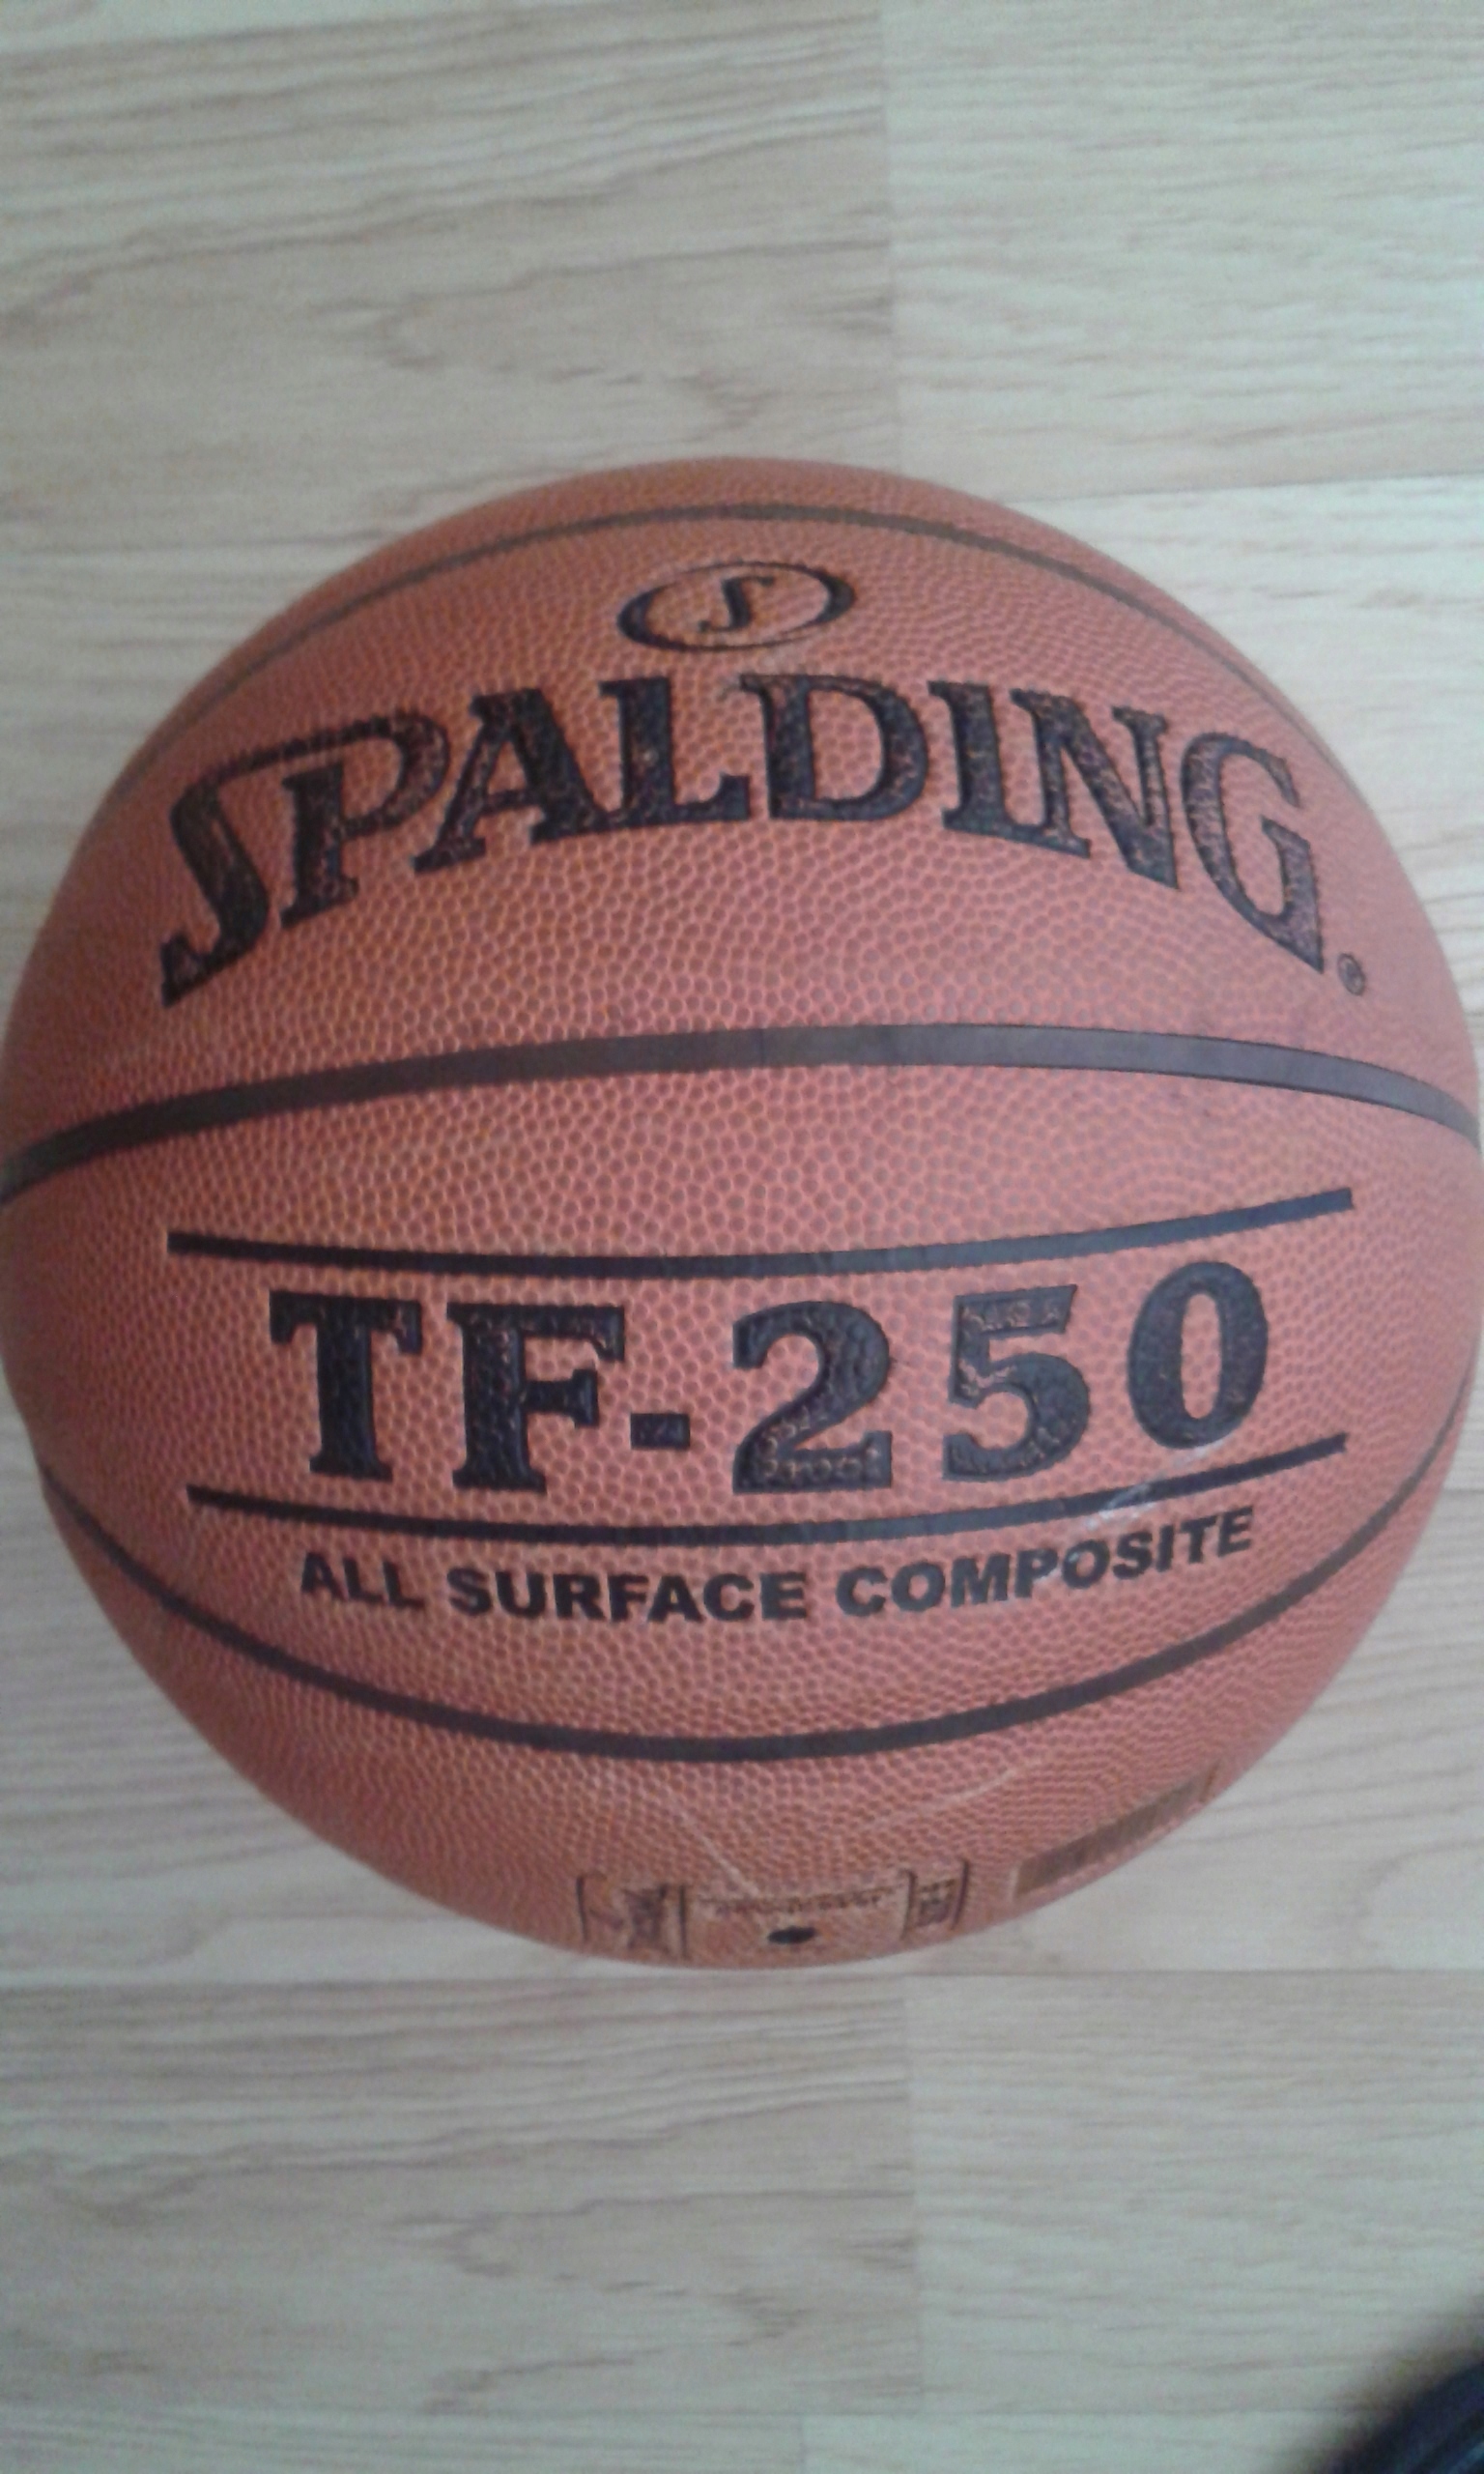 S
SPALDING®
TF-250
ALL SURFACE COMPOSITE